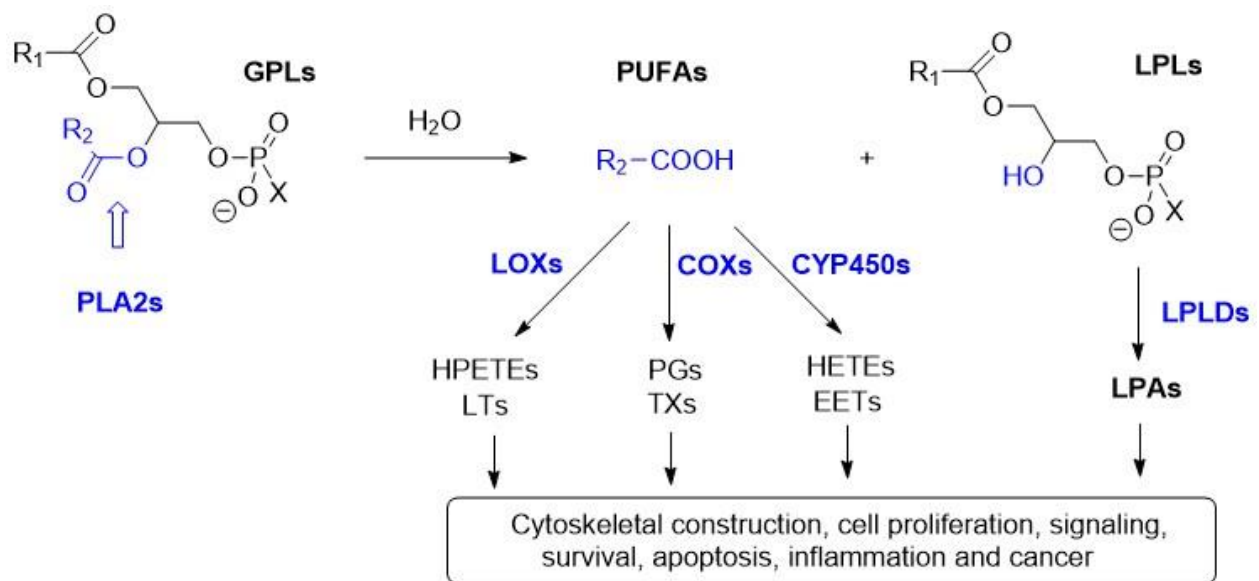 GPLs
PUFAs
LPLs
R1
O
O
R2
O
O
O
O
P
O
O
X
⊖
PLA2s
H2O
R2–COOH
+
R1
O
O
HO
O
P
O
O
X
⊖
LOXs
COXs
CYP450s
LPLDs
HPETEs
LTs
PGs
TXs
HETEs
EETs
LPAs
Cytoskeletal construction, cell proliferation, signaling,
survival, apoptosis, inflammation and cancer